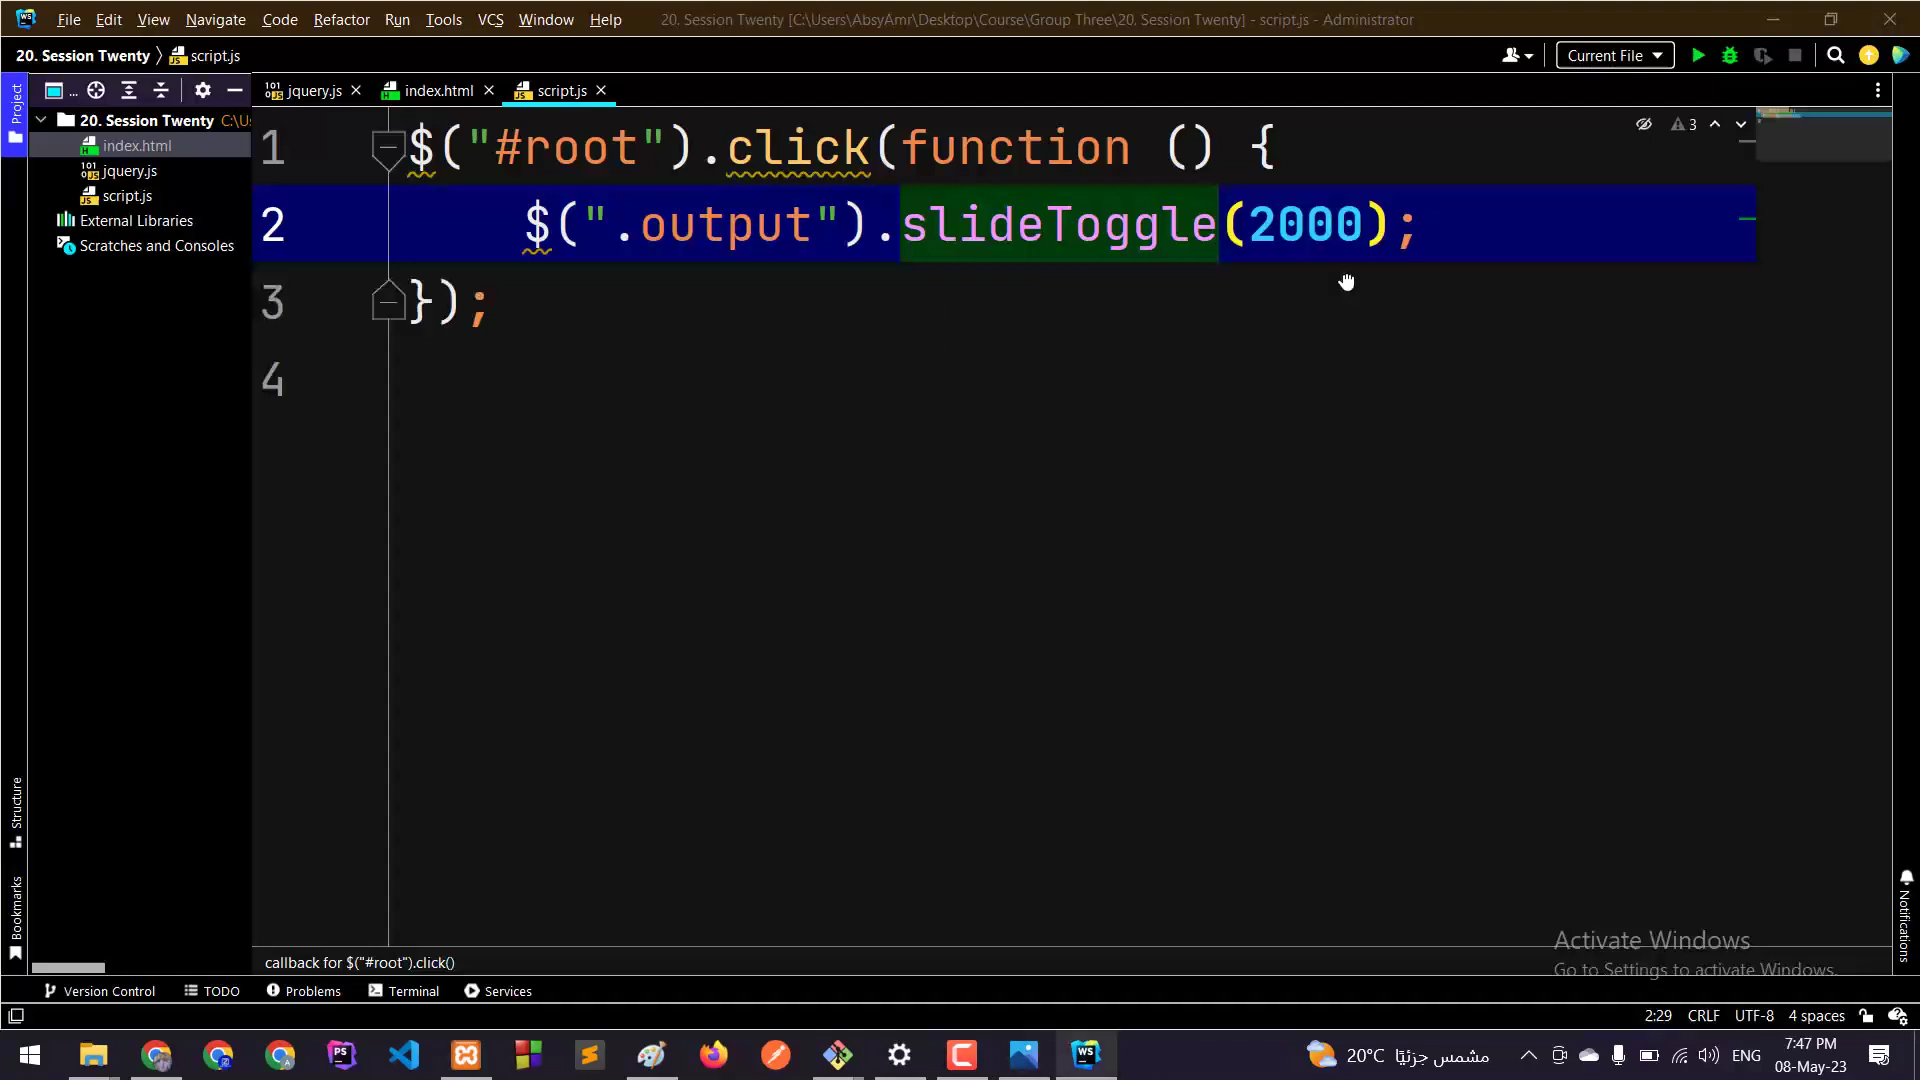 File Edit View Navigate Code Refactor Run Tools VCS Window Help 20. Session Twenty [C:\Users\AbsyAmr\Desktop\Course\Group Three\20. Session Twenty] - script.js - Administrator
20. Session Twenty script.js Current File
Project
... jquery.js index.html script.js
20. Session Twenty C:\U
index.html
jquery.js
script.js
External Libraries
Scratches and Consoles
1 $("#root").click(function () {
2 $(".output").slideToggle(2000);
3 });
4
3
Structure
Bookmarks
Notifications
Activate Windows
Go to Settings to activate Windows.
callback for $("#root").click()
Version Control TODO Problems Terminal Services
2:29 CRLF UTF-8 4 spaces
20°C مشمس جزئيًا ENG 7:47 PM
08-May-23